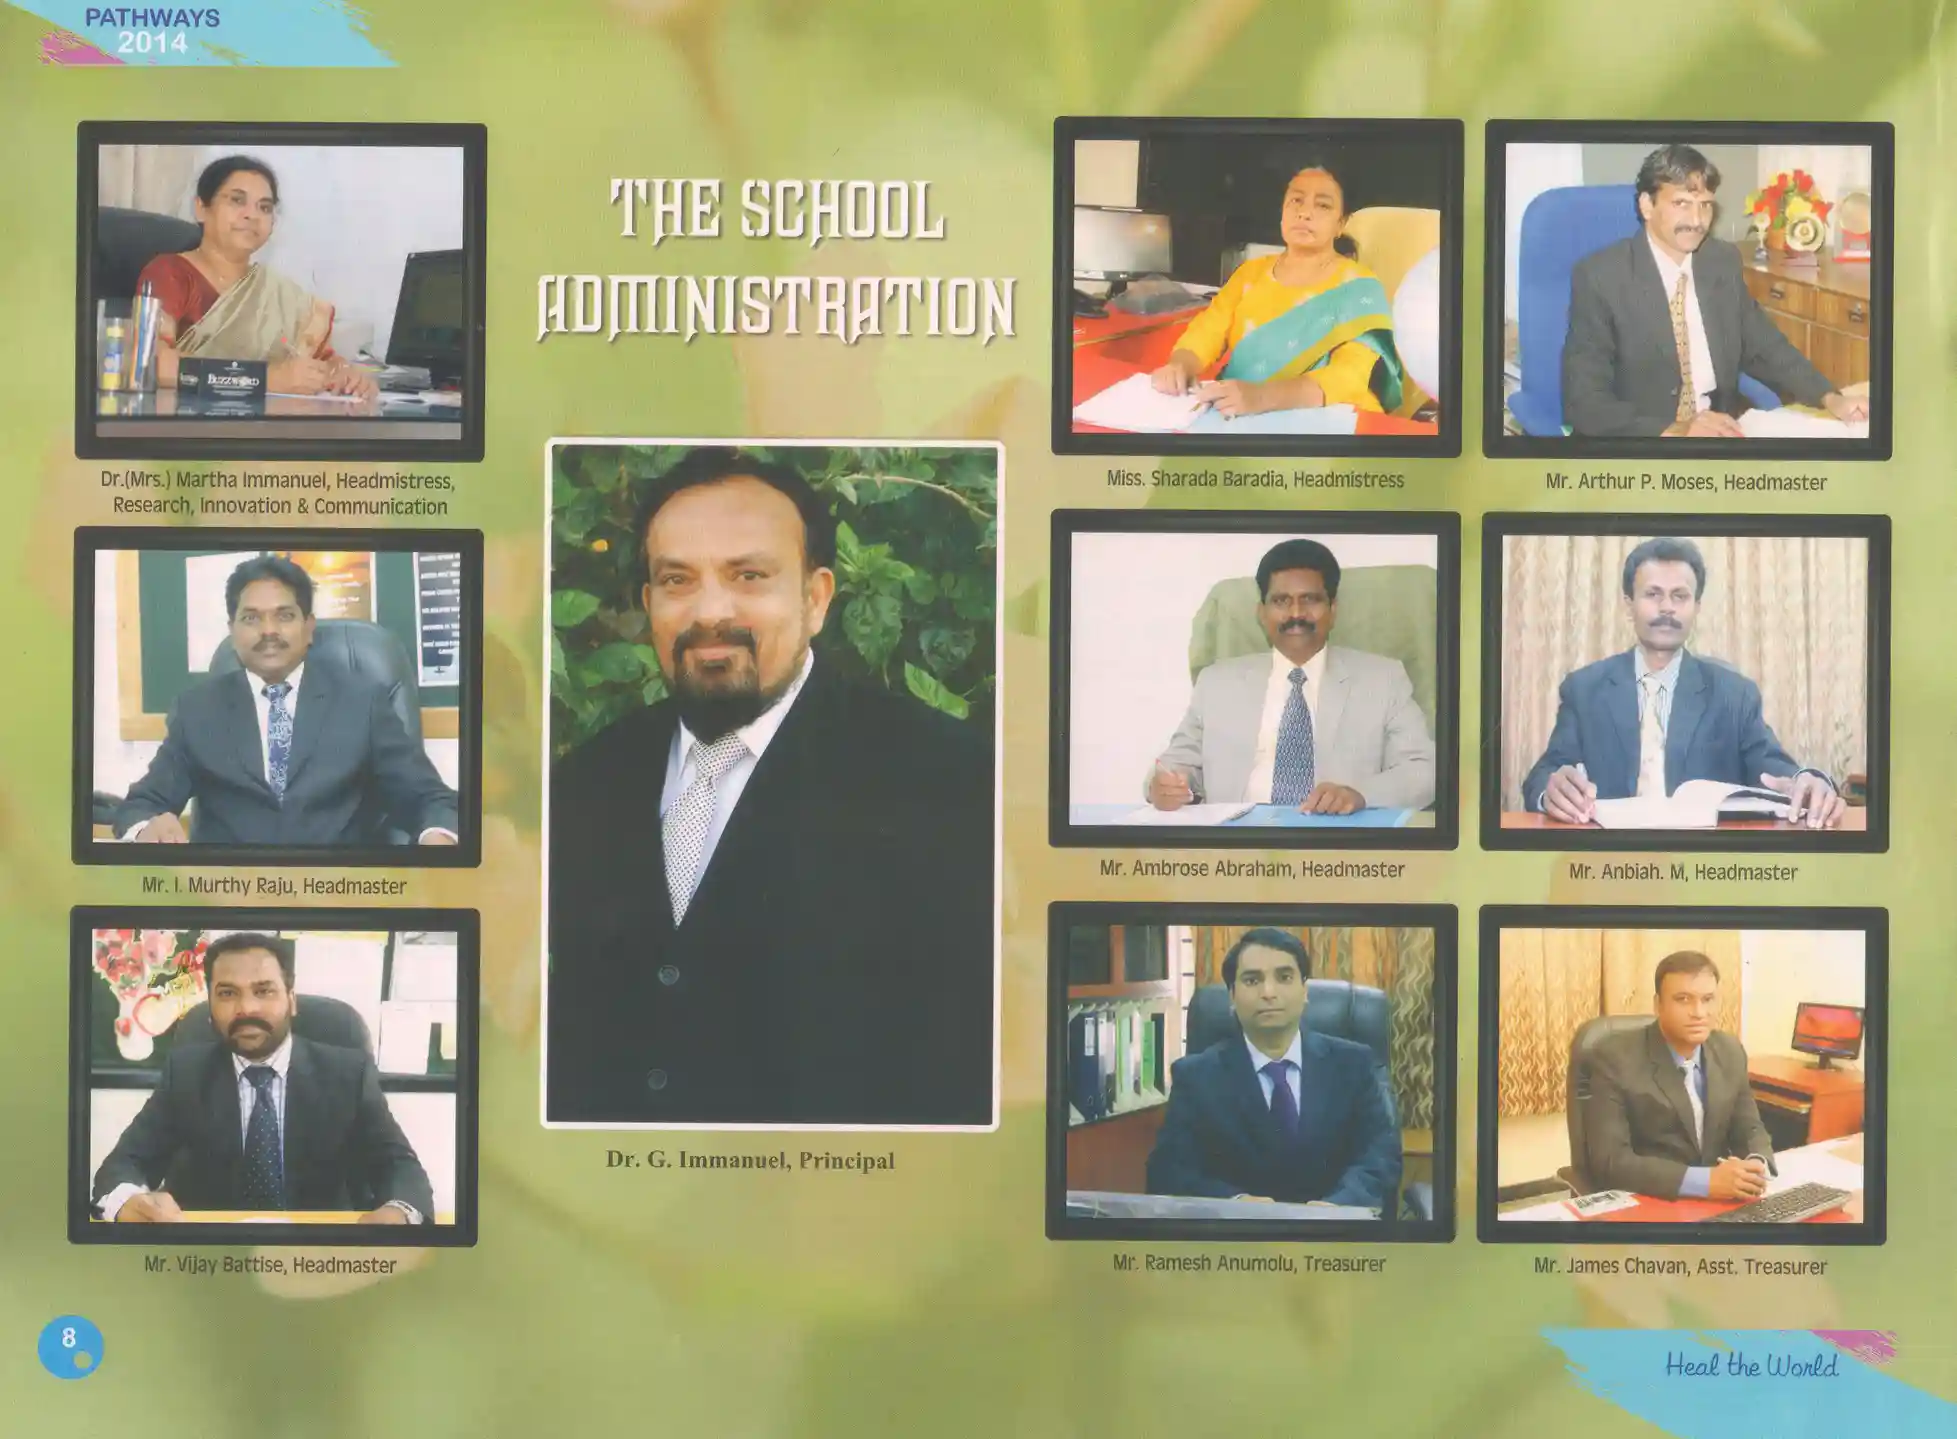 PATHWAYS
2014
THE SCHOOL
ADMINISTRATION
BUZZWORD
Dr.(Mrs.) Martha Immanuel, Headmistress,
Research, Innovation & Communication
Miss. Sharada Baradia, Headmistress
Mr. Arthur P. Moses, Headmaster
Mr. I. Murthy Raju, Headmaster
Mr. Ambrose Abraham, Headmaster
Mr. Anbiah. M, Headmaster
Mr. Vijay Battise, Headmaster
Dr. G. Immanuel, Principal
Mr. Ramesh Anumolu, Treasurer
Mr. James Chavan, Asst. Treasurer
8
Heal the World